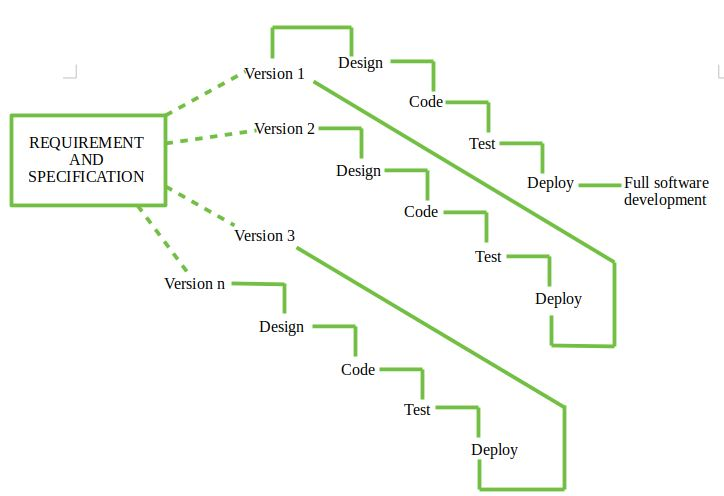 REQUIREMENT
AND
SPECIFICATION
Version 1
Design
Code
Test
Deploy
Full software
development
Version 2
Design
Code
Test
Deploy
Version 3
Version n
Design
Code
Test
Deploy